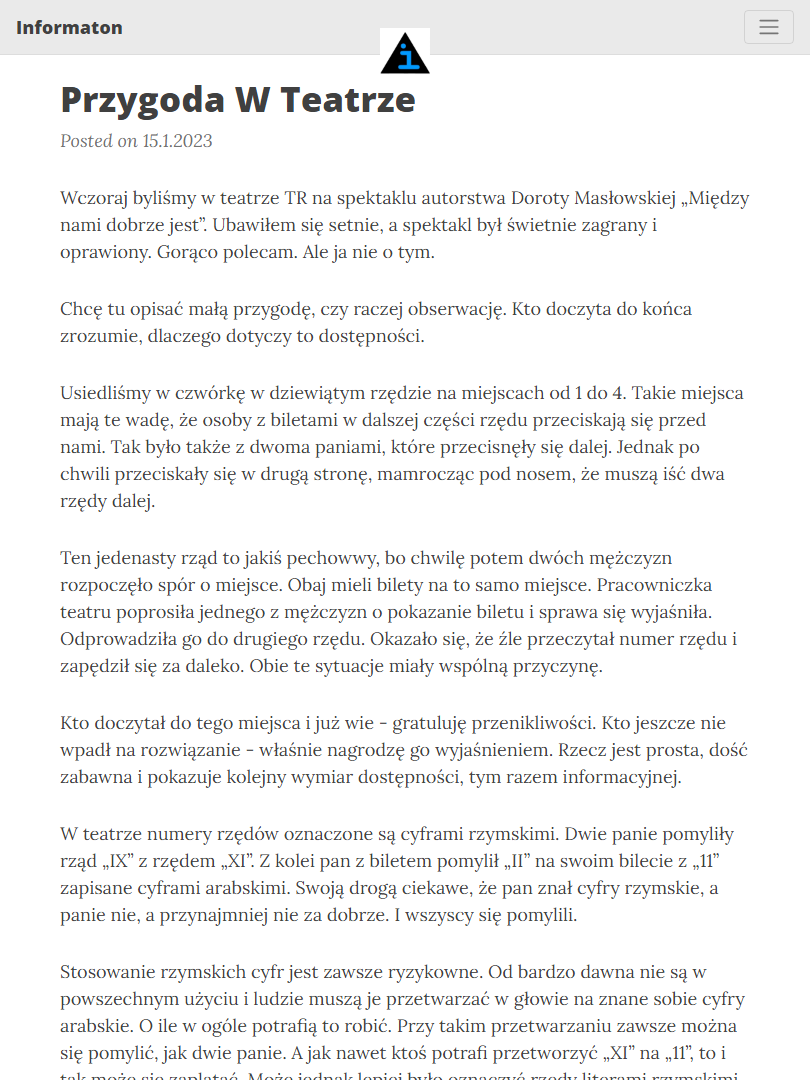 Informaton
Przygoda W Teatrze
Posted on 15.1.2023
Wczoraj byliśmy w teatrze TR na spektaklu autorstwa Doroty Masłowskiej „Między
nami dobrze jest”. Ubawiłem się setnie, a spektakl był świetnie zagrany i
oprawiony. Gorąco polecam. Ale ja nie o tym.
Chcę tu opisać małą przygodę, czy raczej obserwację. Kto doczyta do końca
zrozumie, dlaczego dotyczy to dostępności.
Usiedliśmy w czwórkę w dziewiątym rzędzie na miejscach od 1 do 4. Takie miejsca
mają te wadę, że osoby z biletami w dalszej części rzędu przeciskają się przed
nami. Tak było także z dwoma paniami, które przecisnęły się dalej. Jednak po
chwili przeciskały się w drugą stronę, mamrocząc pod nosem, że muszą iść dwa
rzędy dalej.
Ten jedenasty rząd to jakiś pechowwy, bo chwilę potem dwóch mężczyzn
rozpoczęło spór o miejsce. Obaj mieli bilety na to samo miejsce. Pracowniczka
teatru poprosiła jednego z mężczyzn o pokazanie biletu i sprawa się wyjaśniła.
Odprowadziła go do drugiego rzędu. Okazało się, że źle przeczytał numer rzędu i
zapędził się za daleko. Obie te sytuacje miały wspólną przyczynę.
Kto doczytał do tego miejsca i już wie - gratuluję przenikliwości. Kto jeszcze nie
wpadł na rozwiązanie - właśnie nagrodzę go wyjaśnieniem. Rzecz jest prosta, dość
zabawna i pokazuje kolejny wymiar dostępności, tym razem informacyjnej.
W teatrze numery rzędów oznaczone są cyframi rzymskimi. Dwie panie pomyliły
rząd „IX” z rzędem „XI”. Z kolei pan z biletem pomylił „II” na swoim bilecie z „11”
zapisane cyframi arabskimi. Swoją drogą ciekawe, że pan znał cyfry rzymskie, a
panie nie, a przynajmniej nie za dobrze. I wszyscy się pomylili.
Stosowanie rzymskich cyfr jest zawsze ryzykowne. Od bardzo dawna nie są w
powszechnym użyciu i ludzie muszą je przetwarzać w głowie na znane sobie cyfry
arabskie. O ile w ogóle potrafią to robić. Przy takim przetwarzaniu zawsze można
się pomylić, jak dwie panie. A jak nawet ktoś potrafi przetworzyć „XI” na „11”, to i
tak może się zaplątać. Może jednak lepiej było oznaczyć rzędy literami rzymskimi